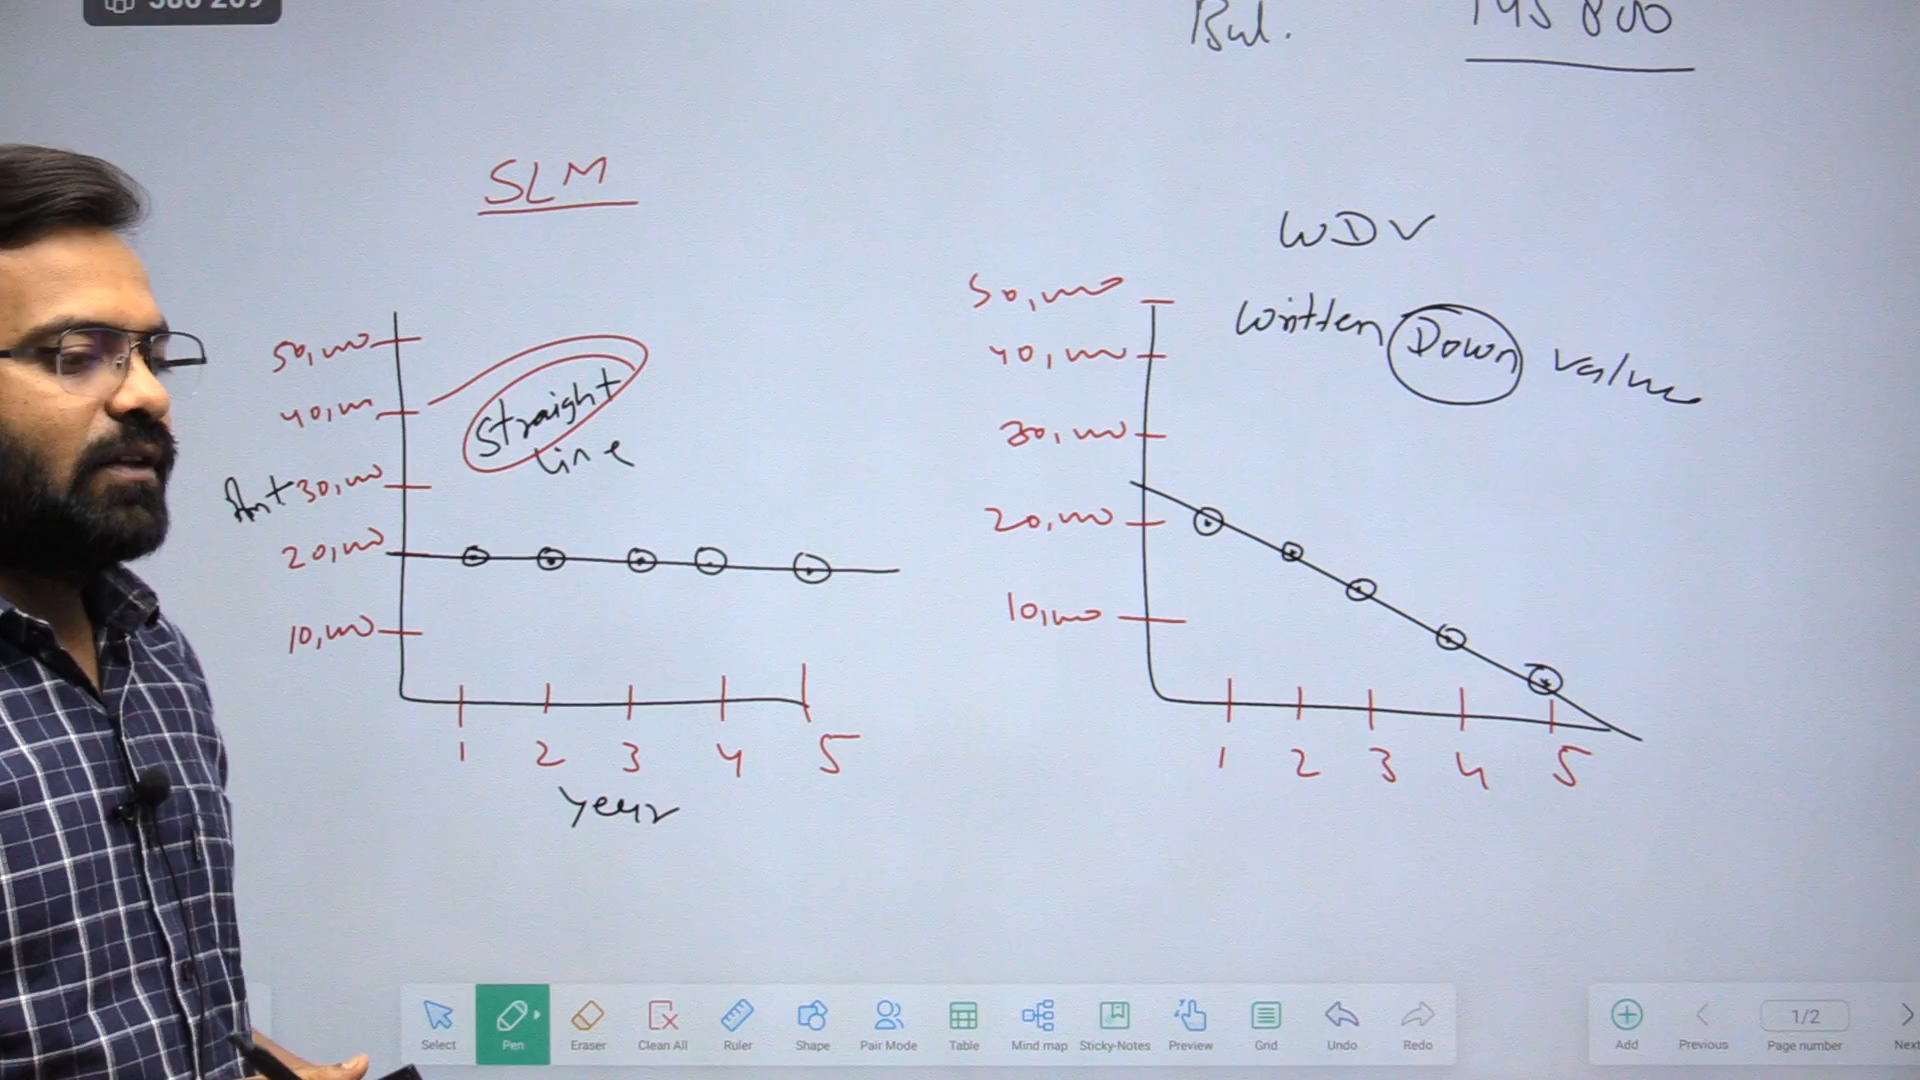 Bal. 145 800
SLM
WDV
Written Down value
50,000
40,000
Straight
line
Amt 30,000
20,000
10,000
1 2 3 4 5
Year
50,000
40,000
30,000
20,000
10,000
1 2 3 4 5
Select Pen Eraser Clean All Ruler Shape Pair Mode Table Mind map Sticky-Notes Preview Grid Undo Redo
Add Previous 1/2 Page number Next